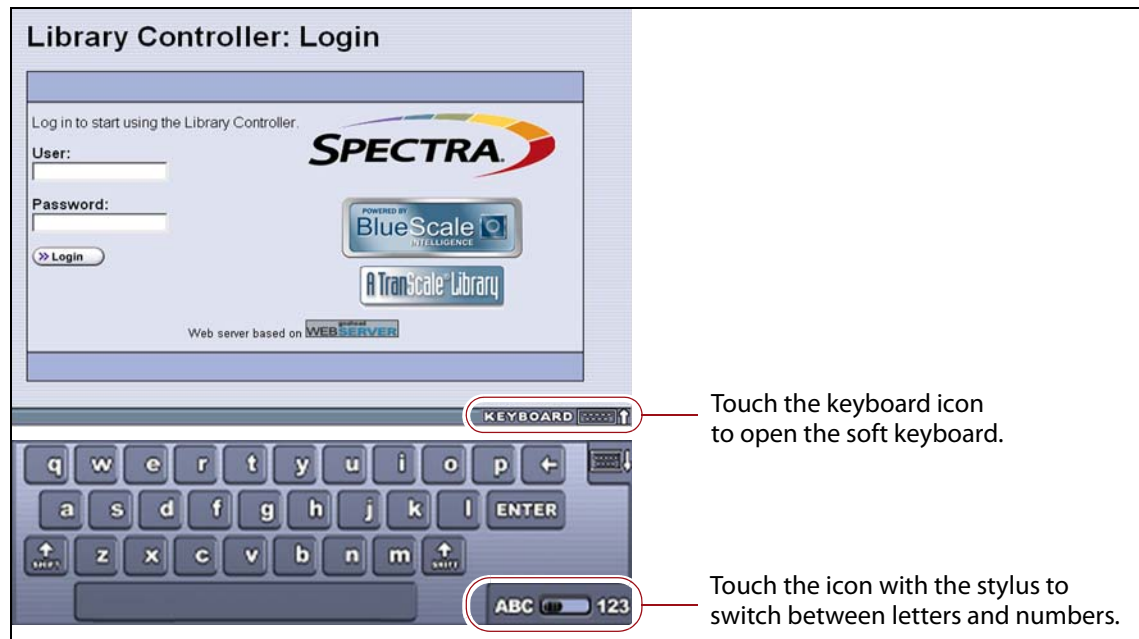 Library Controller: Login
Log in to start using the Library Controller.
SPECTRA.
User:
Password:
POWERED BY
BlueScale
INTELLIGENCE
» Login
A TranScale® Library
Web server based on goahead WEBSERVER
KEYBOARD
Touch the keyboard icon
to open the soft keyboard.
q w e r t y u i o p ←
a s d f g h j k l ENTER
SHIFT z x c v b n m SHIFT
ABC 123
Touch the icon with the stylus to
switch between letters and numbers.